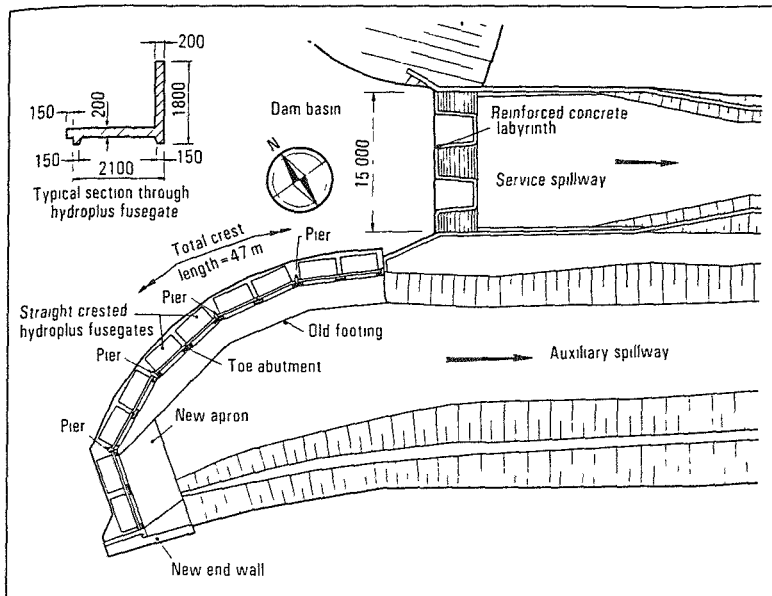 200
150
200
1800
150
2100
150
Typical section through
hydroplus fusegate
Dam basin
N
15 000
Reinforced concrete
labyrinth
Service spillway
Total crest
length = 47 m
Pier
Pier
Straight crested
hydroplus fusegates
Old footing
Pier
Toe abutment
Auxiliary spillway
Pier
New apron
New end wall